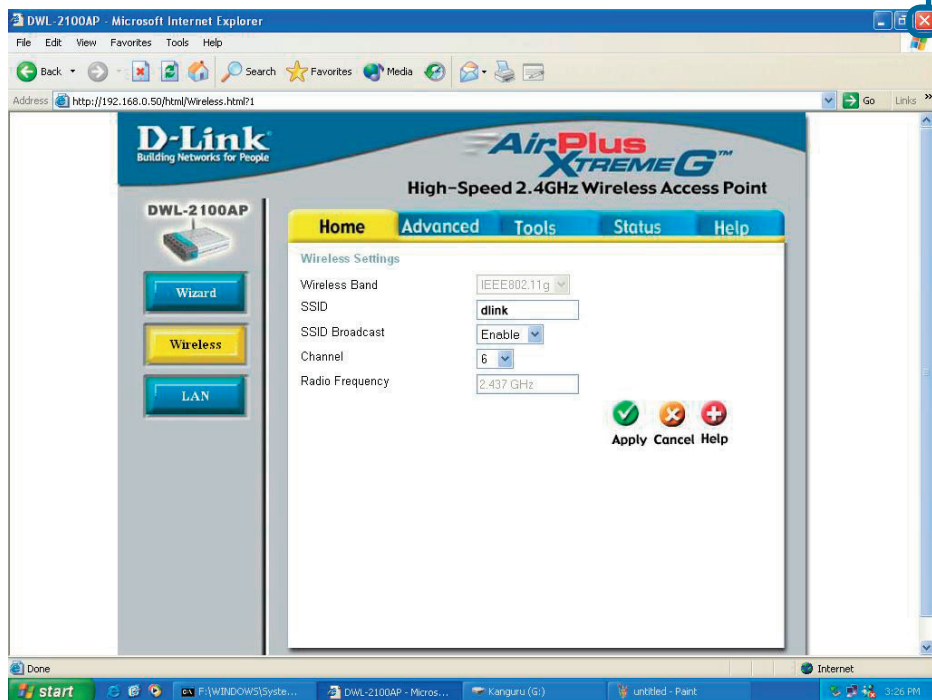 DWL-2100AP - Microsoft Internet Explorer
File Edit View Favorites Tools Help
Back Search Favorites Media
Address http://192.168.0.50/html/Wireless.html?1 Go Links »
D-Link
Building Networks for People
AirPlus
XTREME G™
High-Speed 2.4GHz Wireless Access Point
DWL-2100AP
Home Advanced Tools Status Help
Wizard
Wireless
LAN
Wireless Settings
Wireless Band IEEE802.11g
SSID dlink
SSID Broadcast Enable
Channel 6
Radio Frequency 2.437 GHz
Apply Cancel Help
Done Internet
start F:\WINDOWS\Syste... DWL-2100AP - Micros... Kanguru (G:) untitled - Paint 3:26 PM